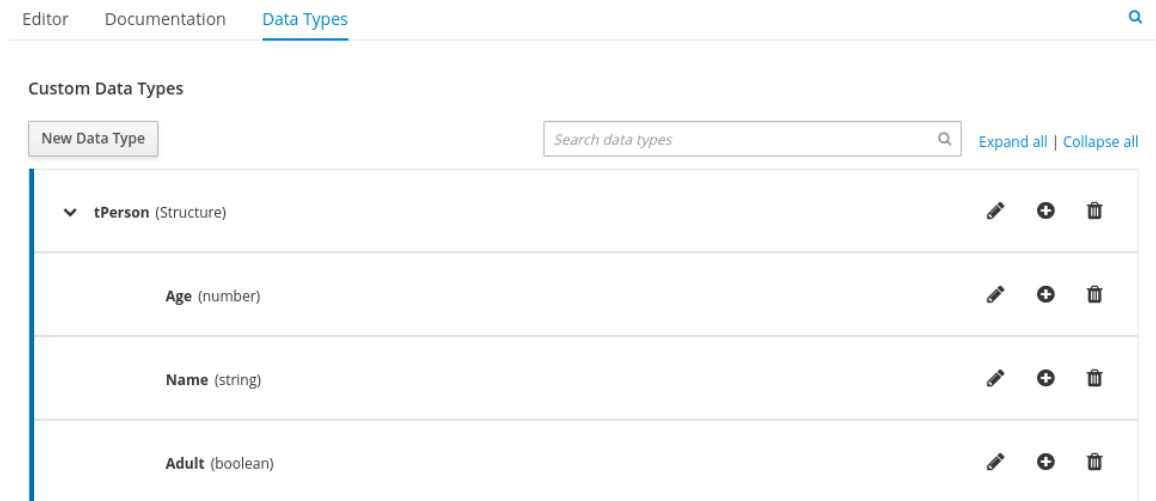 Editor Documentation Data Types
Custom Data Types
New Data Type Search data types Expand all | Collapse all
tPerson (Structure)
Age (number)
Name (string)
Adult (boolean)